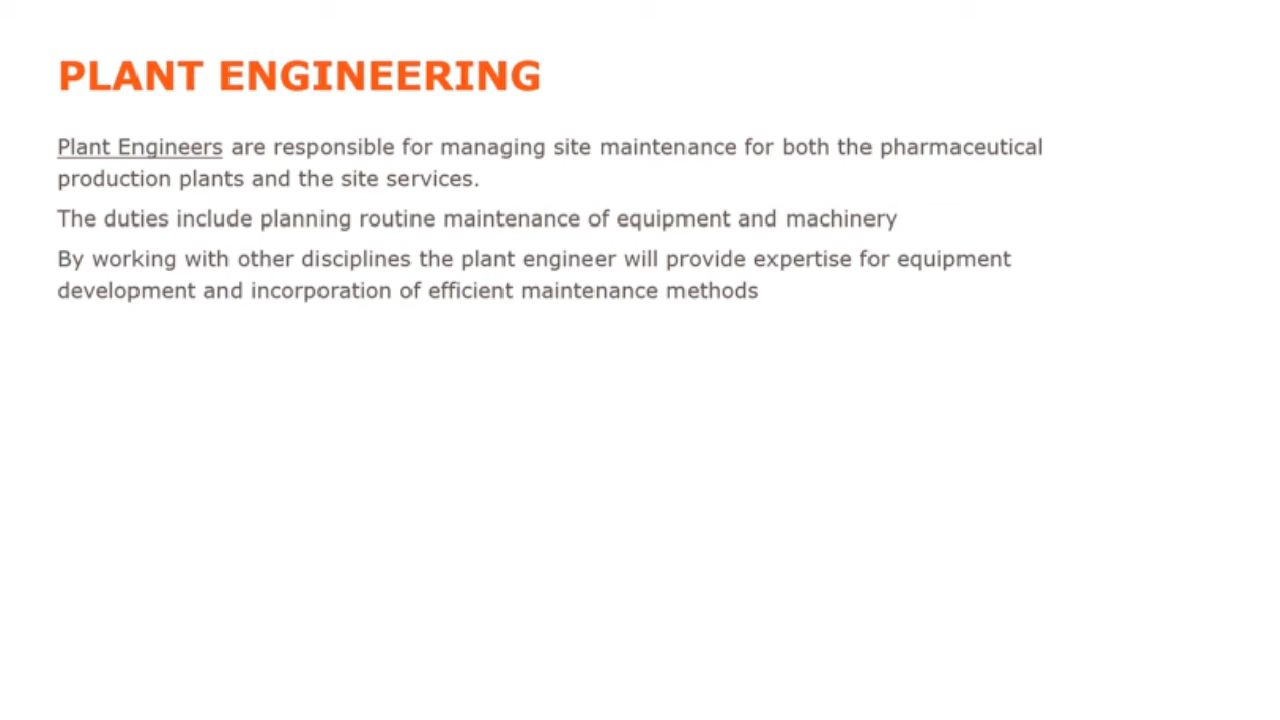 PLANT ENGINEERING
Plant Engineers are responsible for managing site maintenance for both the pharmaceutical
production plants and the site services.
The duties include planning routine maintenance of equipment and machinery
By working with other disciplines the plant engineer will provide expertise for equipment
development and incorporation of efficient maintenance methods